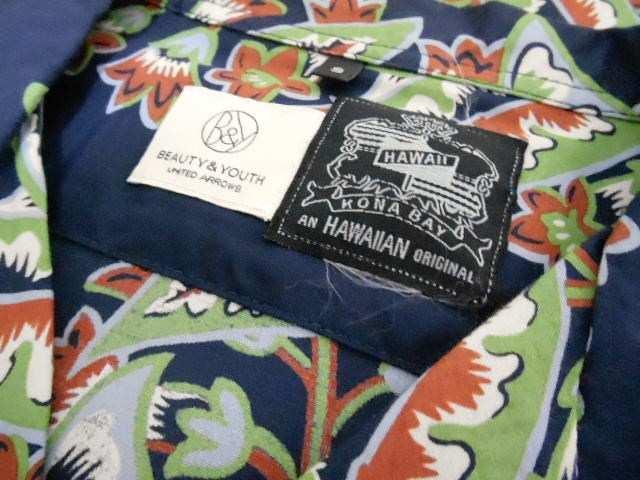 B&Y
BEAUTY & YOUTH
UNITED ARROWS
S
HAWAII
KONA BAY
AN HAWAIIAN ORIGINAL